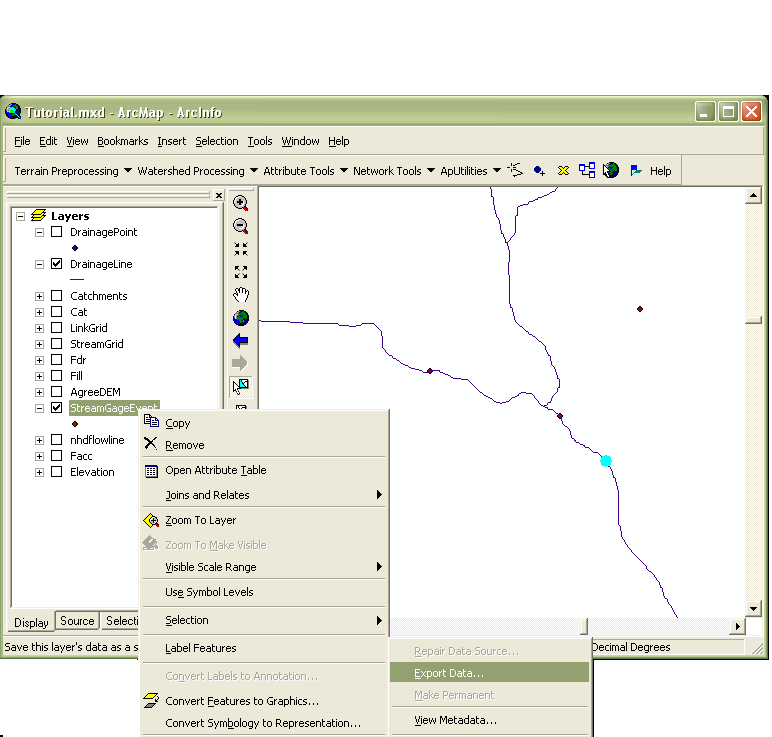 Tutorial.mxd - ArcMap - ArcInfo
File Edit View Bookmarks Insert Selection Tools Window Help
Terrain Preprocessing Watershed Processing Attribute Tools Network Tools ApUtilities Help
Layers
DrainagePoint
DrainageLine
Catchments
Cat
LinkGrid
StreamGrid
Fdr
Fill
AgreeDEM
StreamGageEvent
nhdflowline
Facc
Elevation
Copy
Remove
Open Attribute Table
Joins and Relates
Zoom To Layer
Zoom To Make Visible
Visible Scale Range
Use Symbol Levels
Selection
Label Features
Convert Labels to Annotation...
Convert Features to Graphics...
Convert Symbology to Representation...
Repair Data Source...
Export Data...
Make Permanent
View Metadata...
Display Source Selecti
Save this layer's data as a s
Decimal Degrees